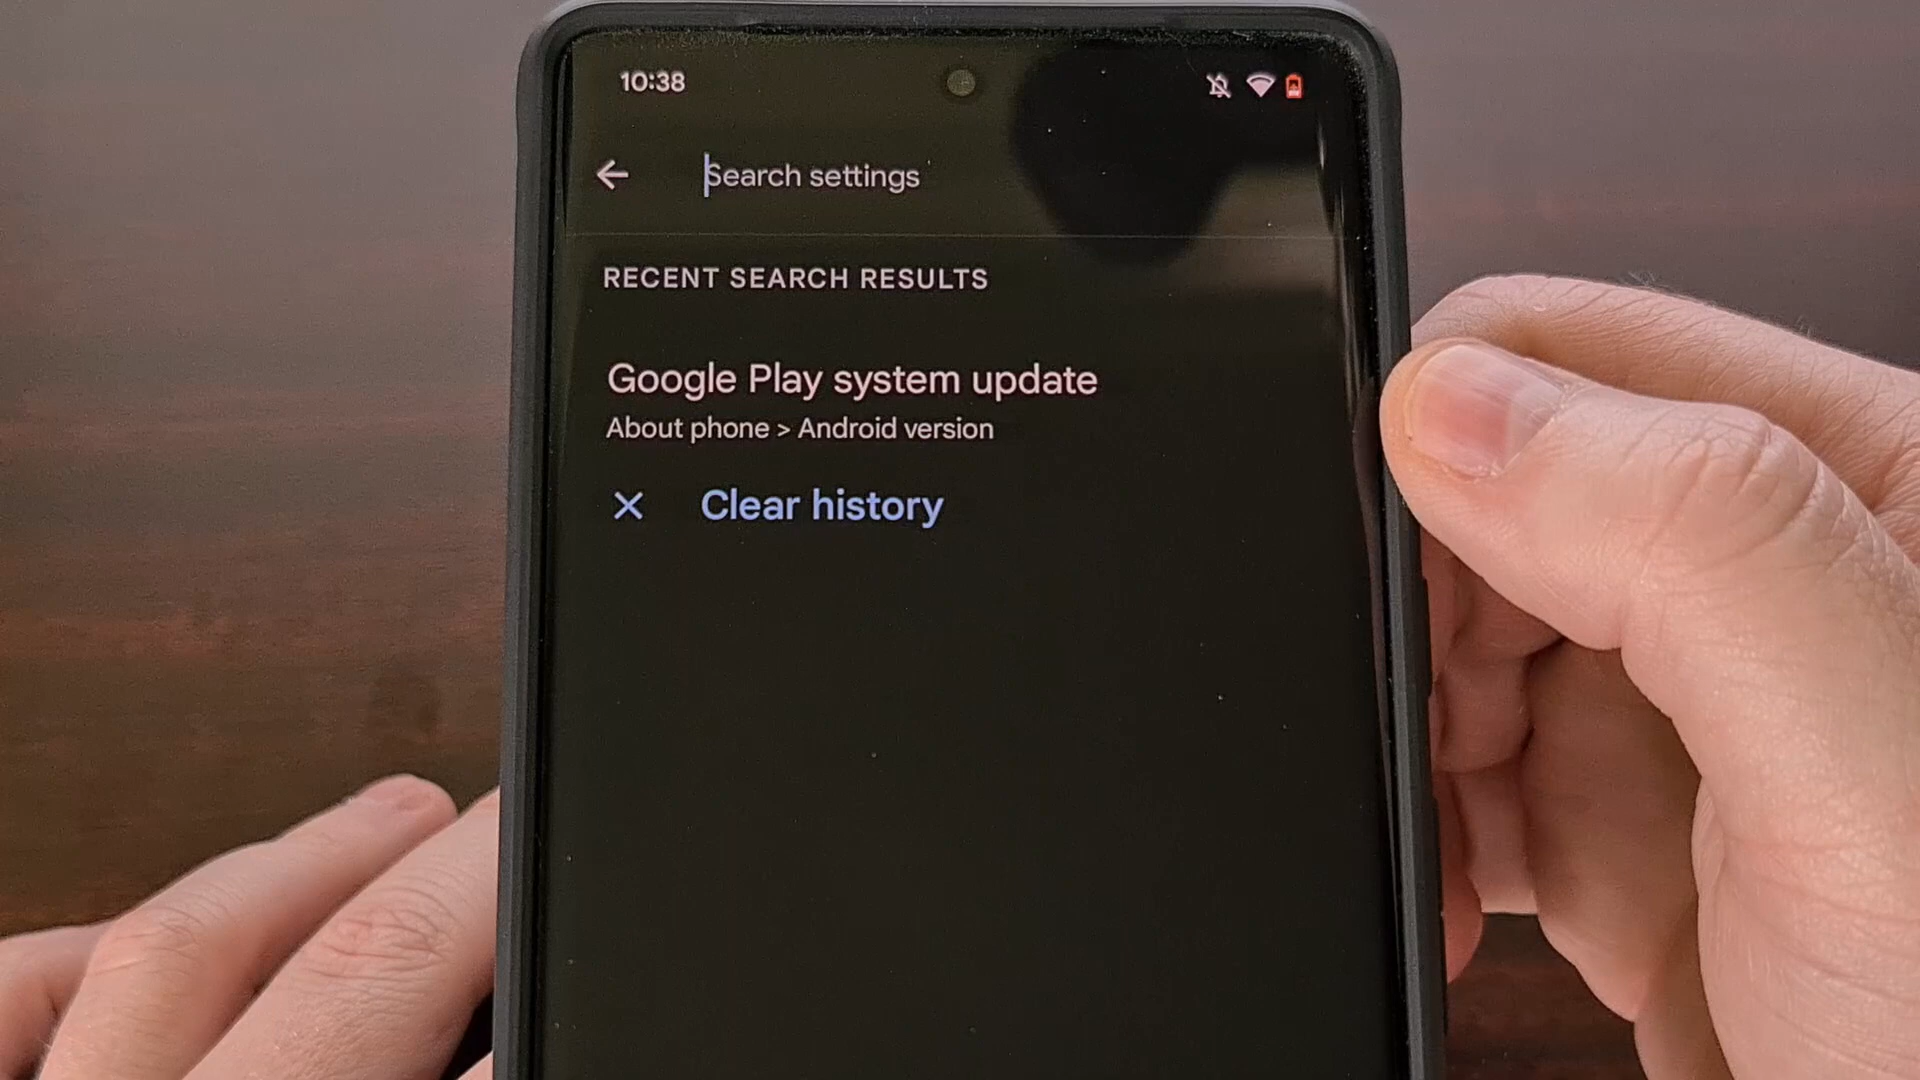 10:38
Search settings
RECENT SEARCH RESULTS
Google Play system update
About phone > Android version
Clear history